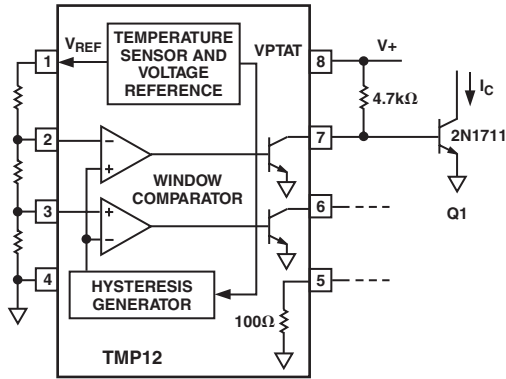 1
V_REF
TEMPERATURE
SENSOR AND
VOLTAGE
REFERENCE
VPTAT
8
V+
I_C
4.7kΩ
2
−
+
7
2N1711
WINDOW
COMPARATOR
Q1
3
+
−
6
4
HYSTERESIS
GENERATOR
5
100Ω
TMP12